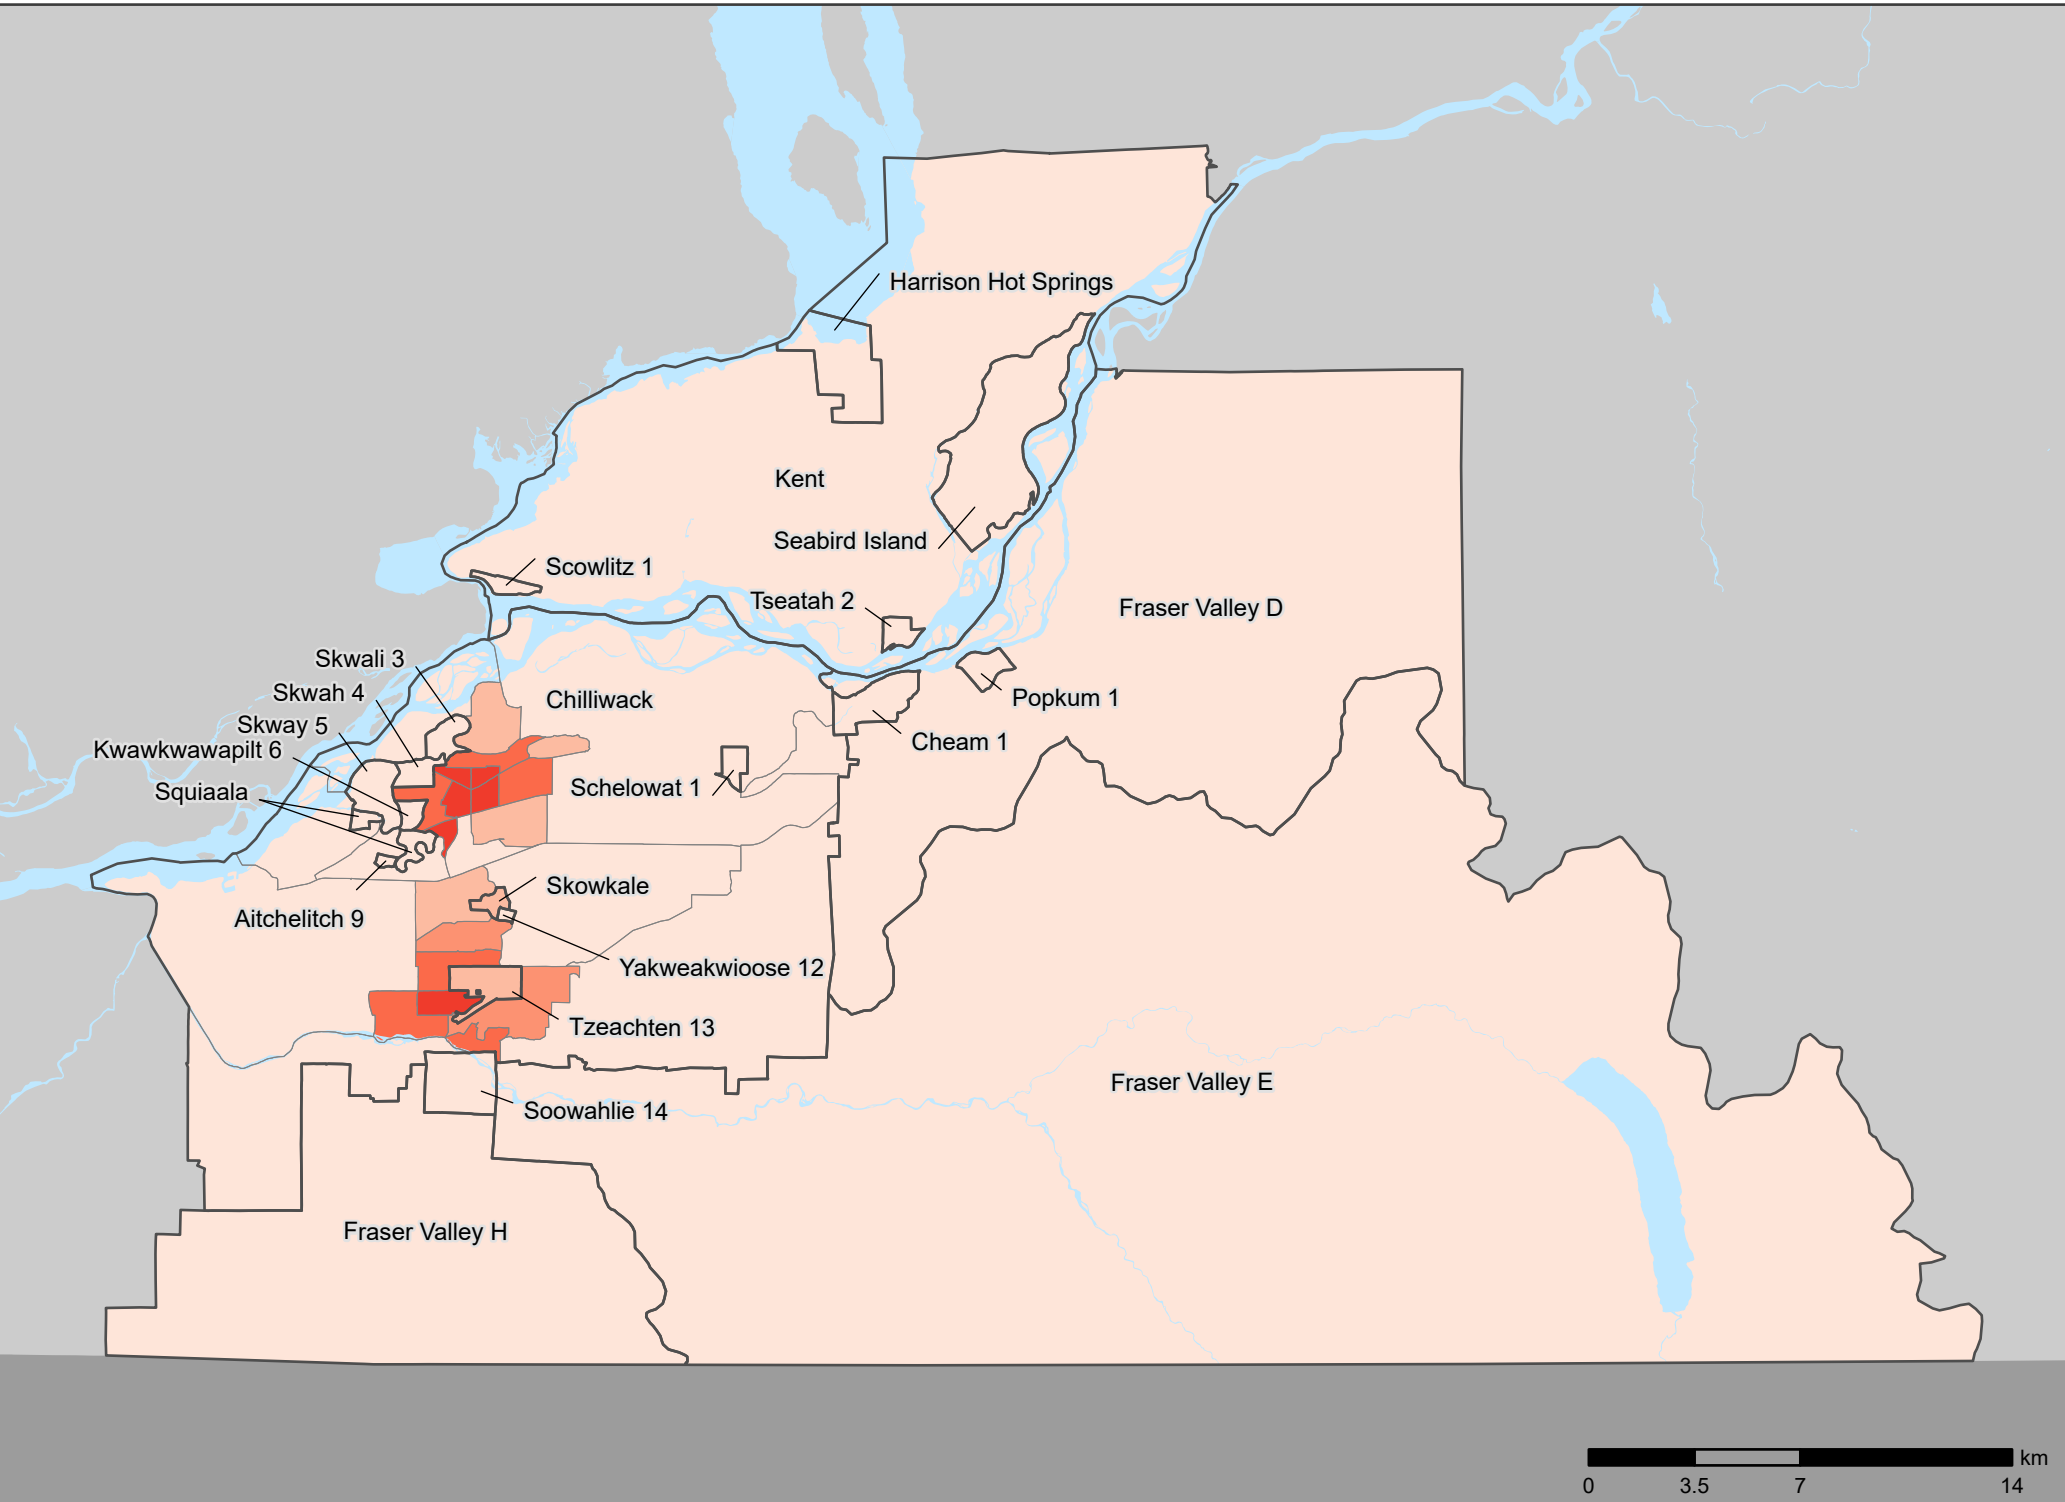 Harrison Hot Springs
Kent
Seabird Island
Scowlitz 1
Tseatah 2
Fraser Valley D
Skwali 3
Skwah 4
Chilliwack
Popkum 1
Skway 5
Cheam 1
Kwawkwawapilt 6
Squiaala
Schelowat 1
Skowkale
Aitchelitch 9
Yakweakwioose 12
Tzeachten 13
Fraser Valley E
Soowahlie 14
Fraser Valley H
km
0 3.5 7 14